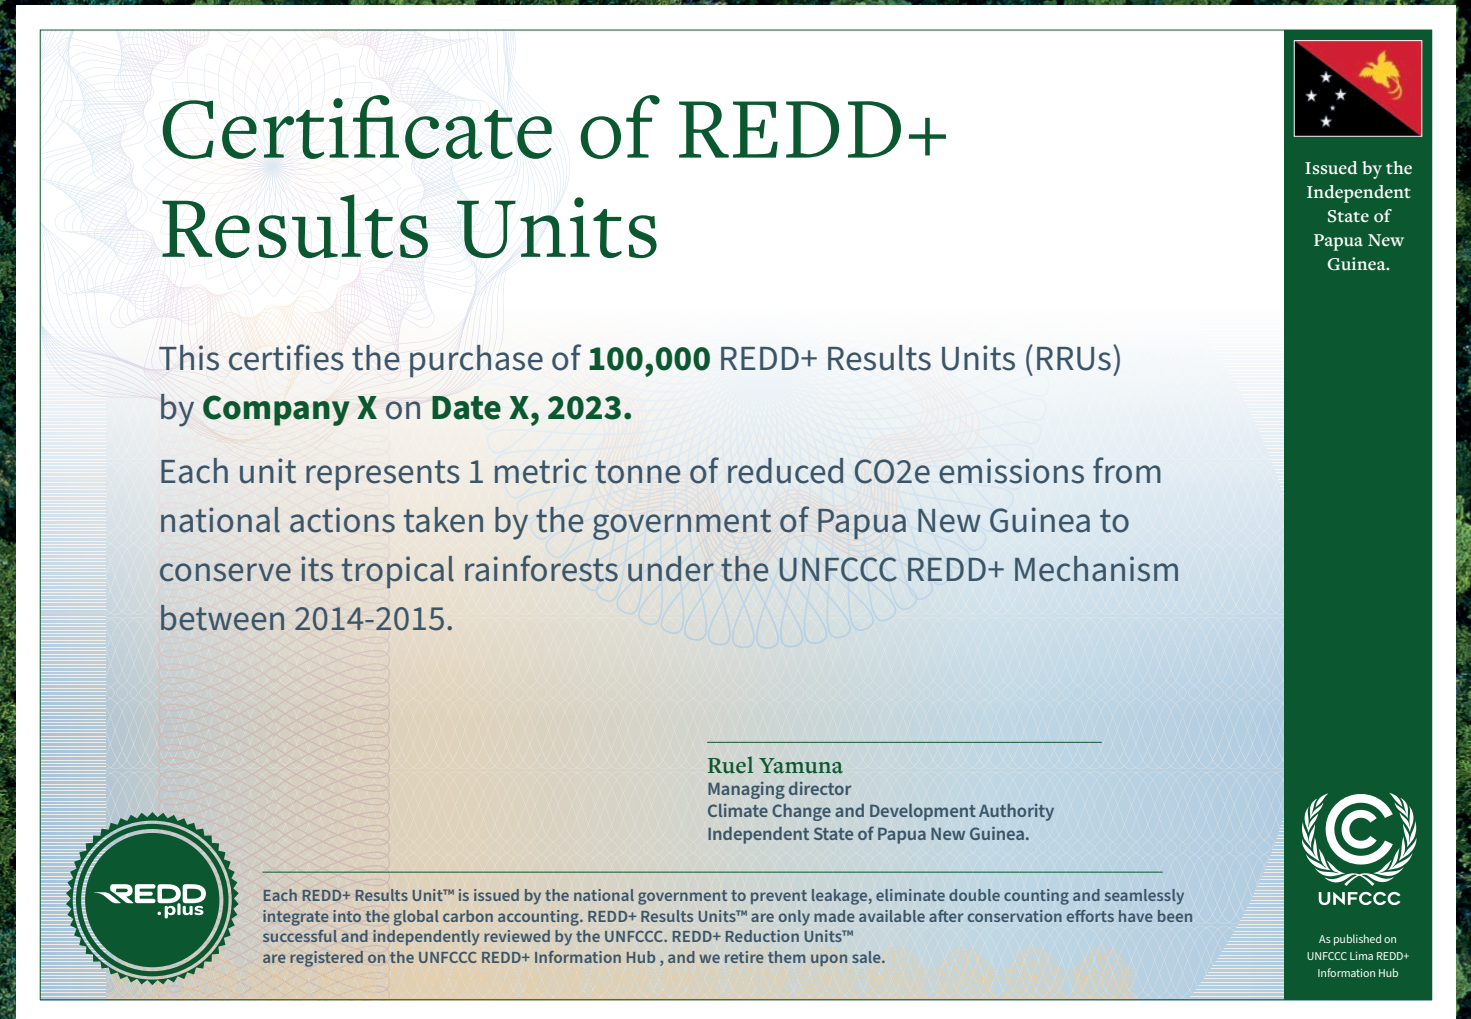 Certificate of REDD+
Results Units
This certifies the purchase of 100,000 REDD+ Results Units (RRUs)
by Company X on Date X, 2023.
Each unit represents 1 metric tonne of reduced CO2e emissions from
national actions taken by the government of Papua New Guinea to
conserve its tropical rainforests under the UNFCCC REDD+ Mechanism
between 2014-2015.
Ruel Yamuna
Managing director
Climate Change and Development Authority
Independent State of Papua New Guinea.
REDD
.plus
Each REDD+ Results Unit™ is issued by the national government to prevent leakage, eliminate double counting and seamlessly
integrate into the global carbon accounting. REDD+ Results Units™ are only made available after conservation efforts have been
successful and independently reviewed by the UNFCCC. REDD+ Reduction Units™
are registered on the UNFCCC REDD+ Information Hub , and we retire them upon sale.
Issued by the
Independent
State of
Papua New
Guinea.
UNFCCC
As published on
UNFCCC Lima REDD+
Information Hub